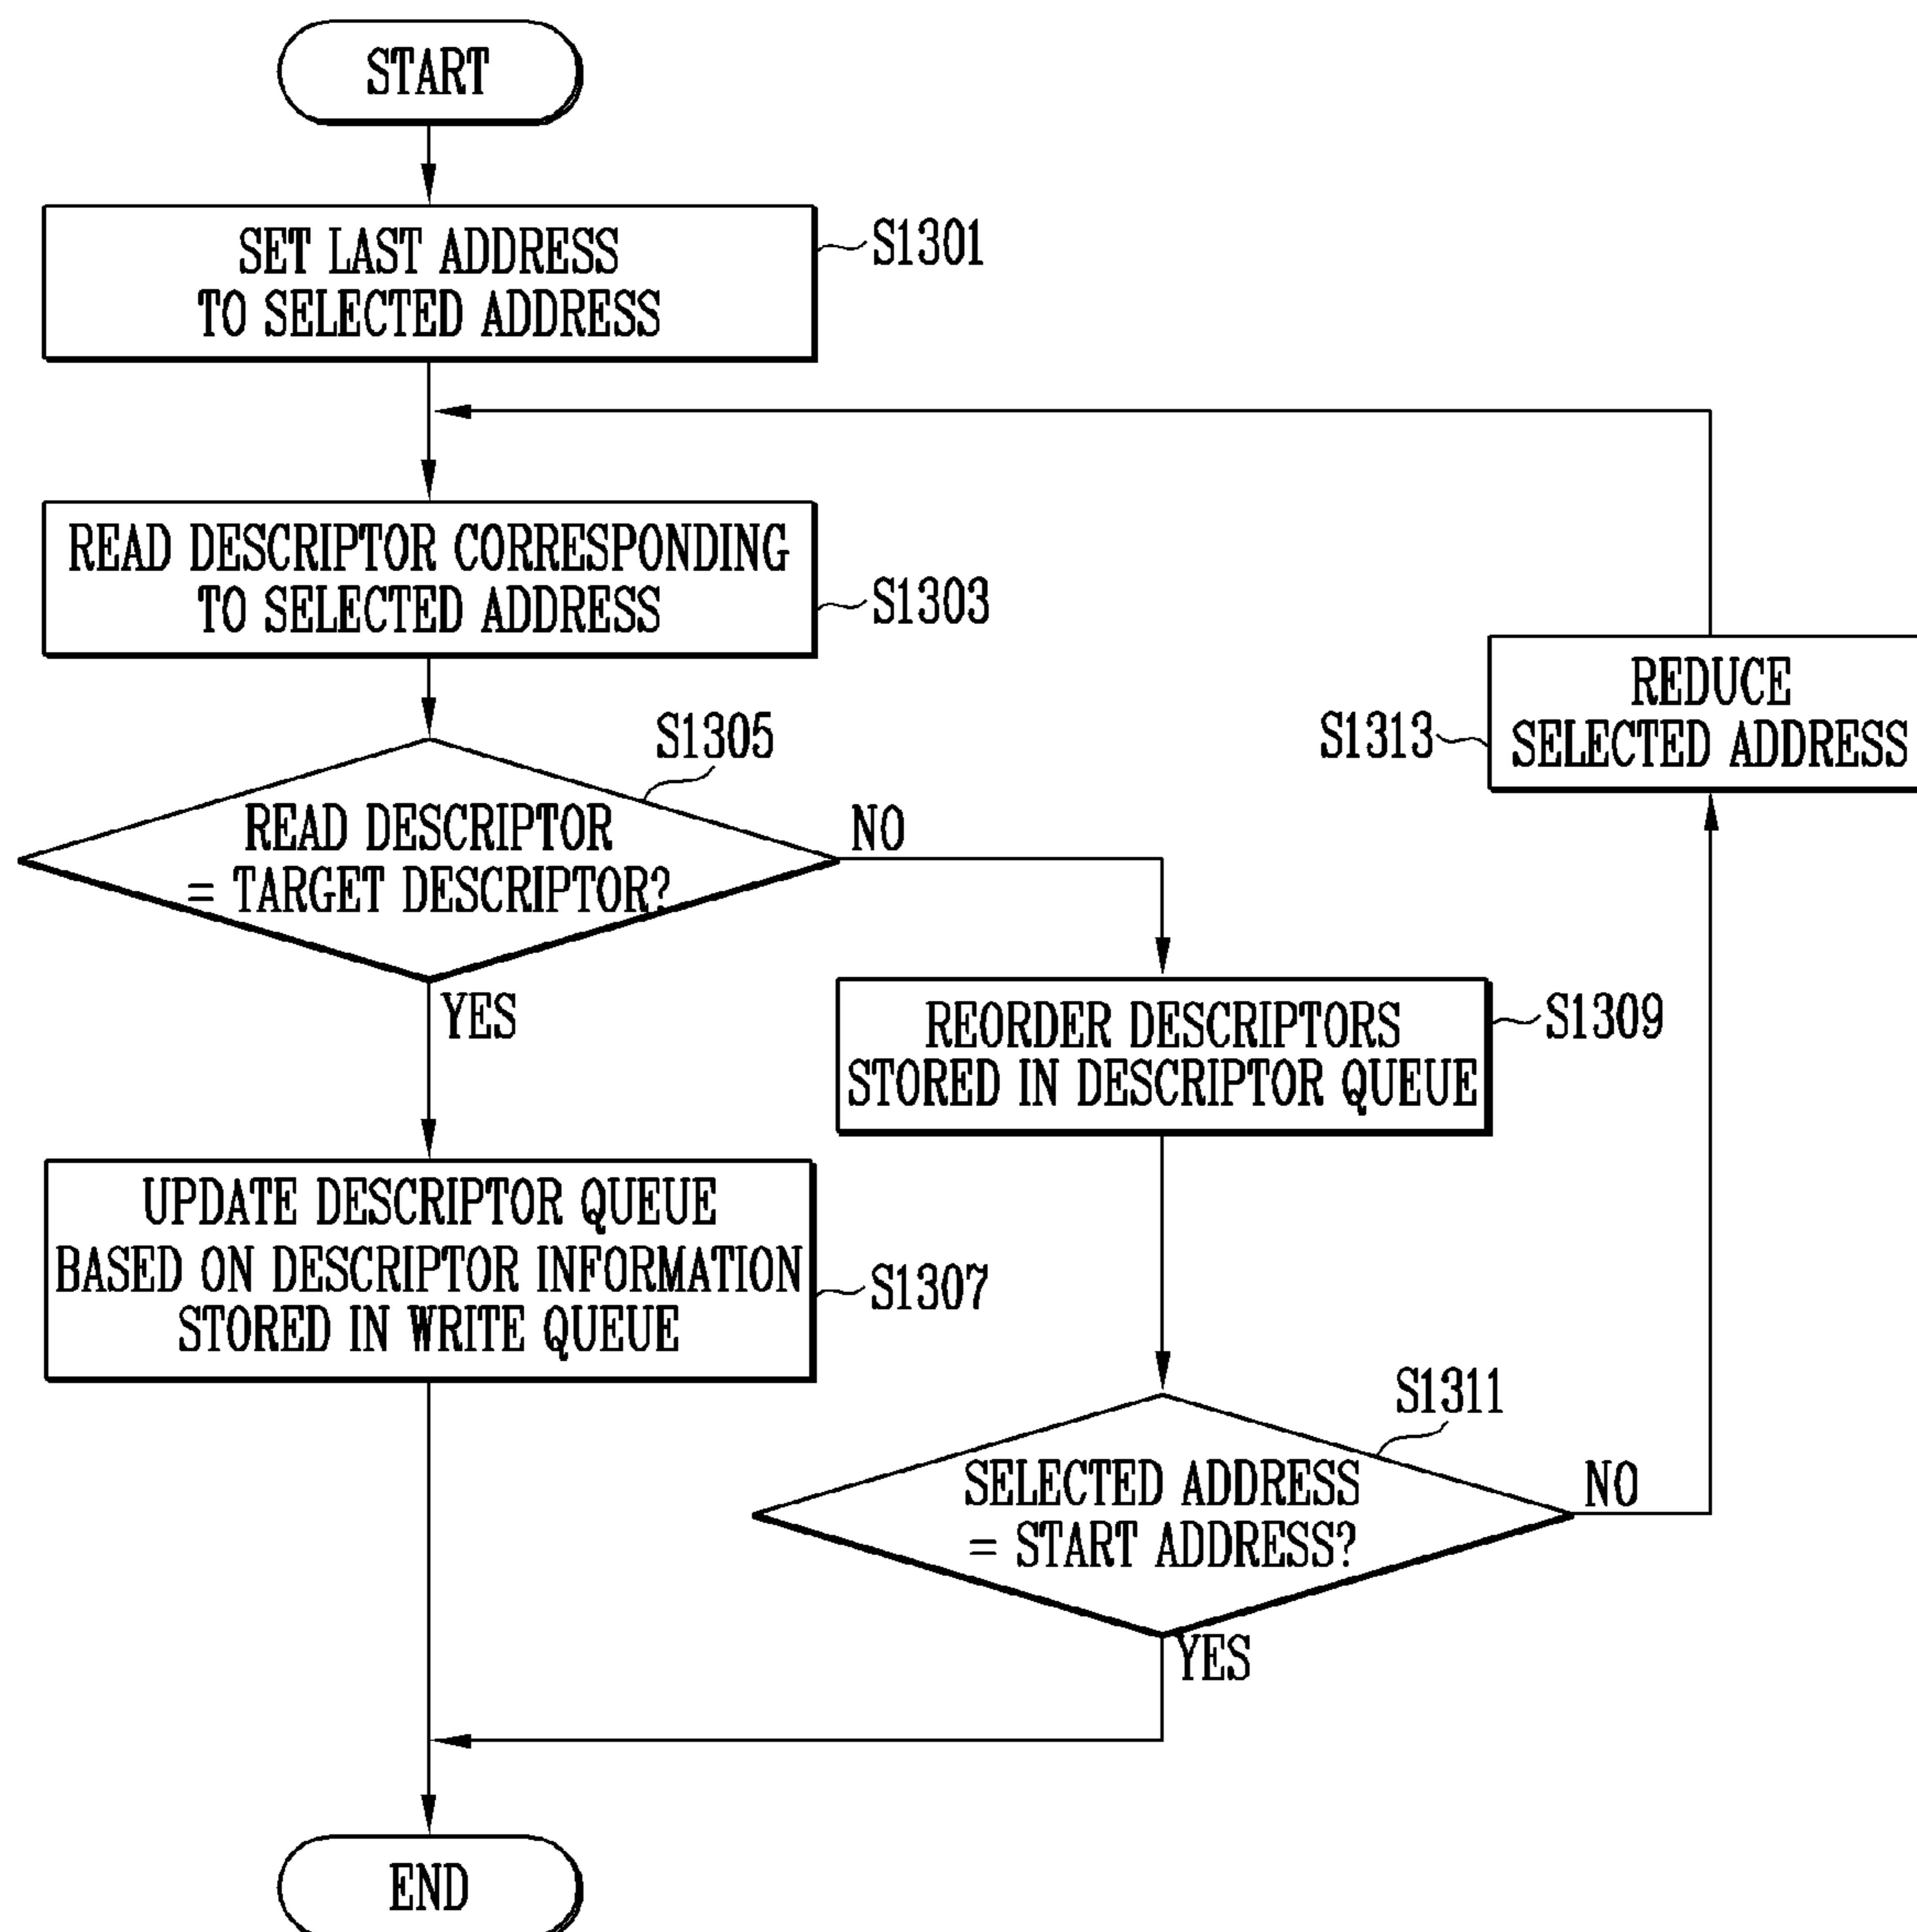 START
SET LAST ADDRESS
TO SELECTED ADDRESS
S1301
READ DESCRIPTOR CORRESPONDING
TO SELECTED ADDRESS
S1303
REDUCE
SELECTED ADDRESS
S1313
S1305
READ DESCRIPTOR
= TARGET DESCRIPTOR?
NO
YES
REORDER DESCRIPTORS
STORED IN DESCRIPTOR QUEUE
S1309
UPDATE DESCRIPTOR QUEUE
BASED ON DESCRIPTOR INFORMATION
STORED IN WRITE QUEUE
S1307
S1311
SELECTED ADDRESS
= START ADDRESS?
NO
YES
END